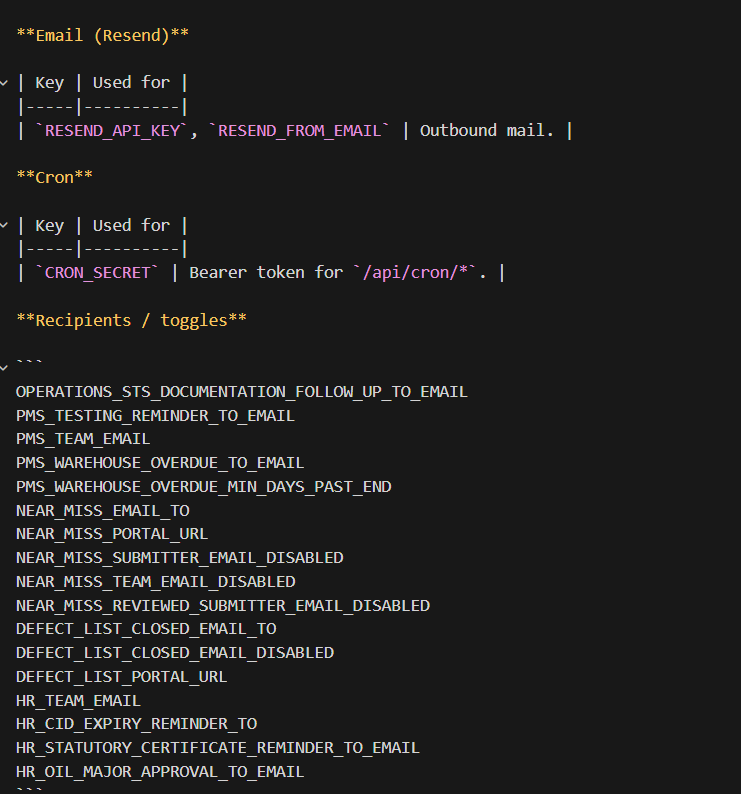 **Email (Resend)**
| Key | Used for |
|-----|----------|
| `RESEND_API_KEY`, `RESEND_FROM_EMAIL` | Outbound mail. |
**Cron**
| Key | Used for |
|-----|----------|
| `CRON_SECRET` | Bearer token for `/api/cron/*`. |
**Recipients / toggles**
```
OPERATIONS_STS_DOCUMENTATION_FOLLOW_UP_TO_EMAIL
PMS_TESTING_REMINDER_TO_EMAIL
PMS_TEAM_EMAIL
PMS_WAREHOUSE_OVERDUE_TO_EMAIL
PMS_WAREHOUSE_OVERDUE_MIN_DAYS_PAST_END
NEAR_MISS_EMAIL_TO
NEAR_MISS_PORTAL_URL
NEAR_MISS_SUBMITTER_EMAIL_DISABLED
NEAR_MISS_TEAM_EMAIL_DISABLED
NEAR_MISS_REVIEWED_SUBMITTER_EMAIL_DISABLED
DEFECT_LIST_CLOSED_EMAIL_TO
DEFECT_LIST_CLOSED_EMAIL_DISABLED
DEFECT_LIST_PORTAL_URL
HR_TEAM_EMAIL
HR_CID_EXPIRY_REMINDER_TO
HR_STATUTORY_CERTIFICATE_REMINDER_TO_EMAIL
HR_OIL_MAJOR_APPROVAL_TO_EMAIL
```